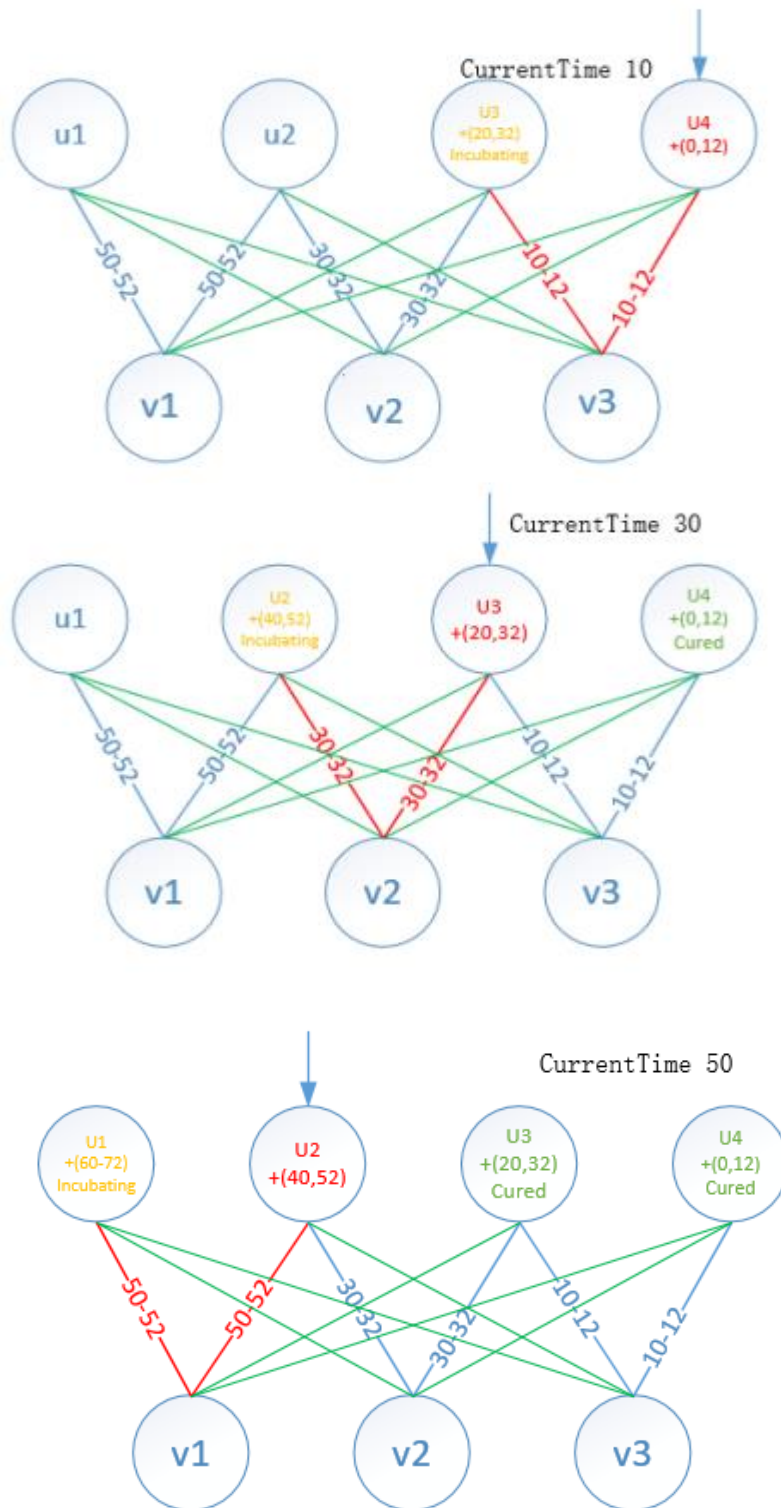 CurrentTime 10
u1
u2
U3
+(20,32)
Incubating
U4
+(0,12)
50-52
50-52
30-32
30-32
10-12
10-12
v1
v2
v3
CurrentTime 30
u1
U2
+(40,52)
Incubating
U3
+(20,32)
U4
+(0,12)
Cured
50-52
50-52
30-32
30-32
10-12
10-12
v1
v2
v3
CurrentTime 50
U1
+(60-72)
Incubating
U2
+(40,52)
U3
+(20,32)
Cured
U4
+(0,12)
Cured
50-52
50-52
30-32
30-32
10-12
10-12
v1
v2
v3